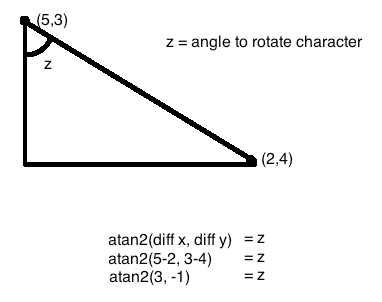 (5,3)
z = angle to rotate character
z
(2,4)
atan2(diff x, diff y) = z
atan2(5-2, 3-4) = z
atan2(3, -1) = z